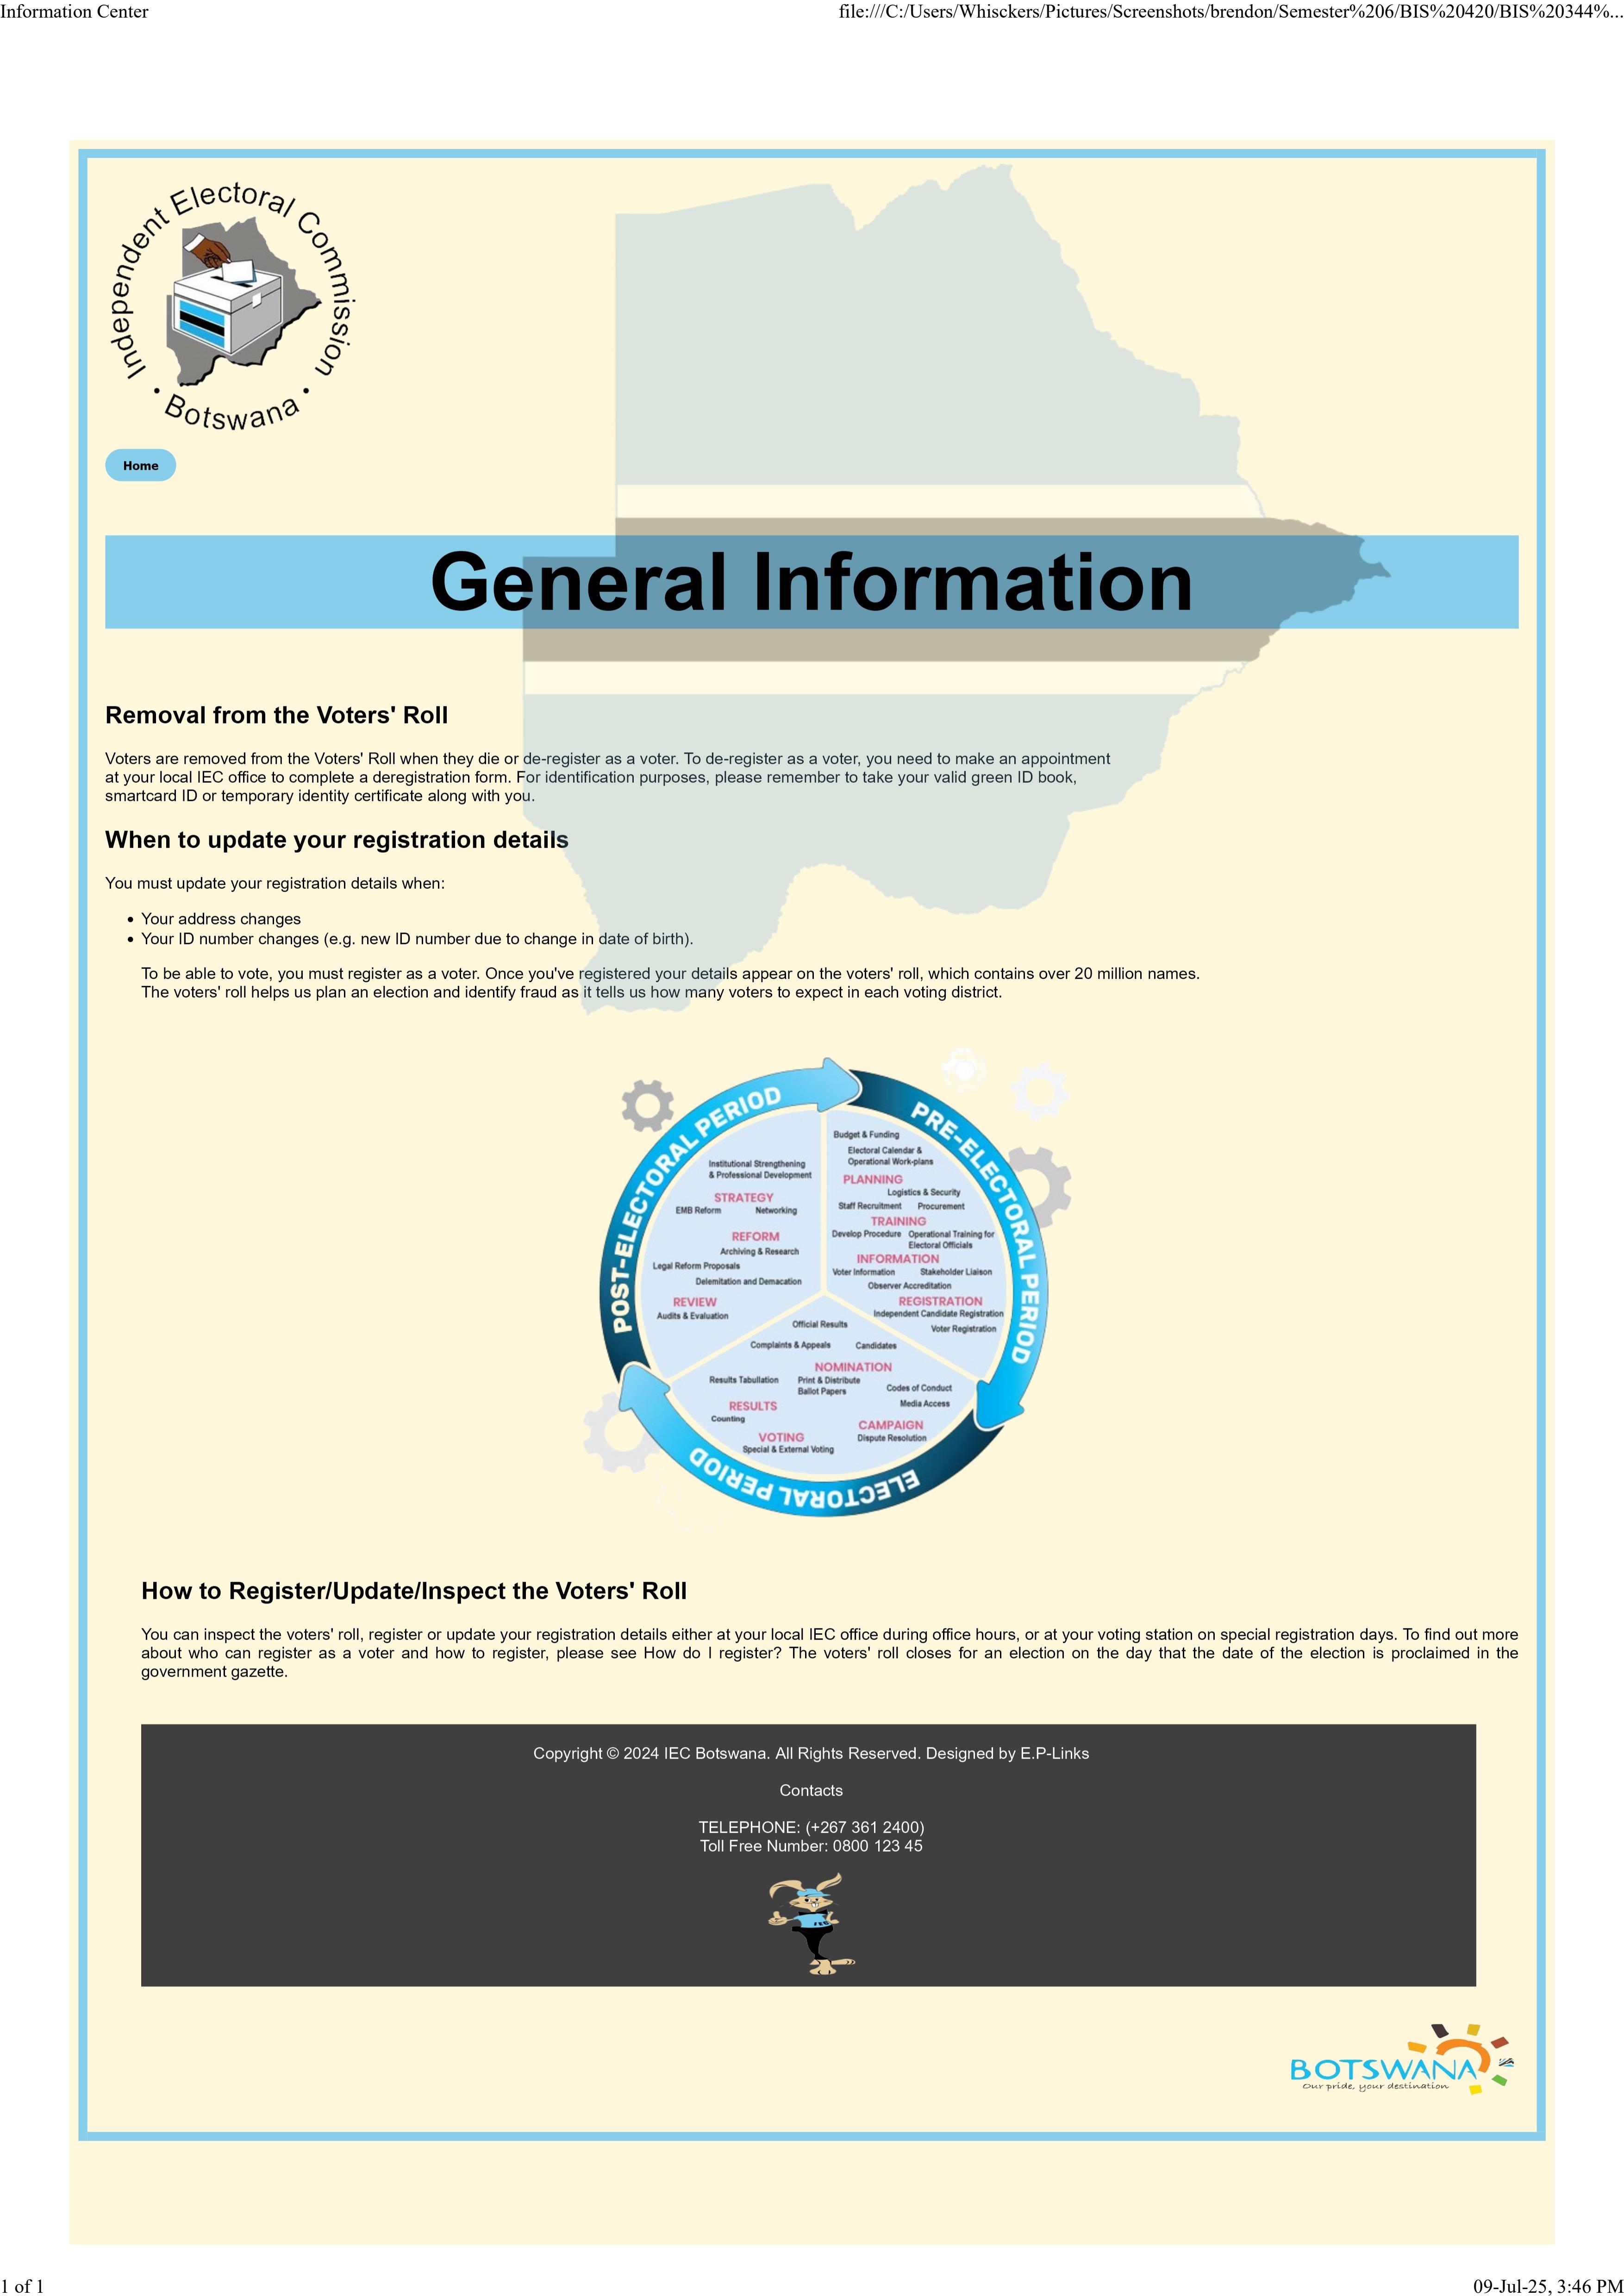 Information Center
file:///C:/Users/Whisckers/Pictures/Screenshots/brendon/Semester%206/BIS%20420/BIS%20344%...
Independent Electoral Commission
• Botswana •
Home
General Information
Removal from the Voters' Roll
Voters are removed from the Voters' Roll when they die or de-register as a voter. To de-register as a voter, you need to make an appointment
at your local IEC office to complete a deregistration form. For identification purposes, please remember to take your valid green ID book,
smartcard ID or temporary identity certificate along with you.
When to update your registration details
You must update your registration details when:
• Your address changes
• Your ID number changes (e.g. new ID number due to change in date of birth).
To be able to vote, you must register as a voter. Once you've registered your details appear on the voters' roll, which contains over 20 million names.
The voters' roll helps us plan an election and identify fraud as it tells us how many voters to expect in each voting district.
PRE-ELECTORAL PERIOD
Budget & Funding
Electoral Calendar &
Operational Work-plans
PLANNING
Logistics & Security
Staff Recruitment Procurement
TRAINING
Develop Procedure Operational Training for
Electoral Officials
INFORMATION
Voter Information Stakeholder Liaison
Observer Accreditation
REGISTRATION
Independent Candidate Registration
Voter Registration
ELECTORAL PERIOD
Official Results
Complaints & Appeals Candidates
NOMINATION
Results Tabullation Print & Distribute
Ballot Papers
Codes of Conduct
Media Access
RESULTS
Counting
CAMPAIGN
Dispute Resolution
VOTING
Special & External Voting
POST-ELECTORAL PERIOD
Institutional Strengthening
& Professional Development
STRATEGY
EMB Reform Networking
REFORM
Archiving & Research
Legal Reform Proposals
Delemitation and Demacation
REVIEW
Audits & Evaluation
How to Register/Update/Inspect the Voters' Roll
You can inspect the voters' roll, register or update your registration details either at your local IEC office during office hours, or at your voting station on special registration days. To find out more
about who can register as a voter and how to register, please see How do I register? The voters' roll closes for an election on the day that the date of the election is proclaimed in the
government gazette.
Copyright © 2024 IEC Botswana. All Rights Reserved. Designed by E.P-Links
Contacts
TELEPHONE: (+267 361 2400)
Toll Free Number: 0800 123 45
BOTSWANA
Our pride, your destination
1 of 1
09-Jul-25, 3:46 PM